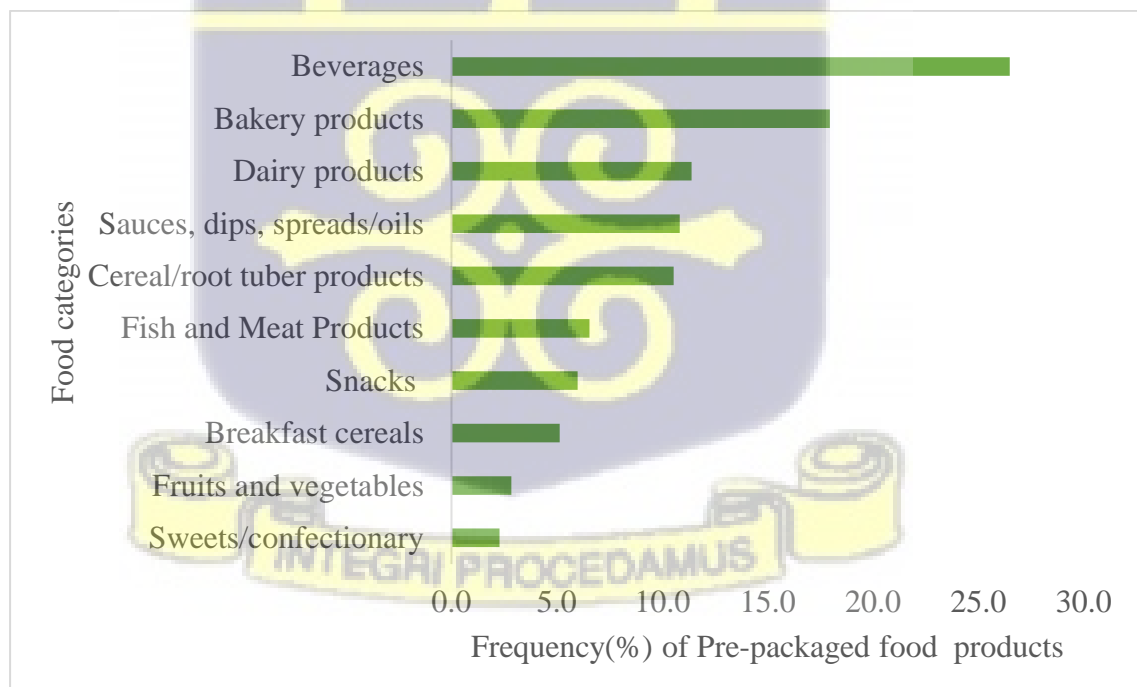 Food categories
Beverages
Bakery products
Dairy products
Sauces, dips, spreads/oils
Cereal/root tuber products
Fish and Meat Products
Snacks
Breakfast cereals
Fruits and vegetables
Sweets/confectionary
INTEGRI PROCEDAMUS
0.0 5.0 10.0 15.0 20.0 25.0 30.0
Frequency(%) of Pre-packaged food products